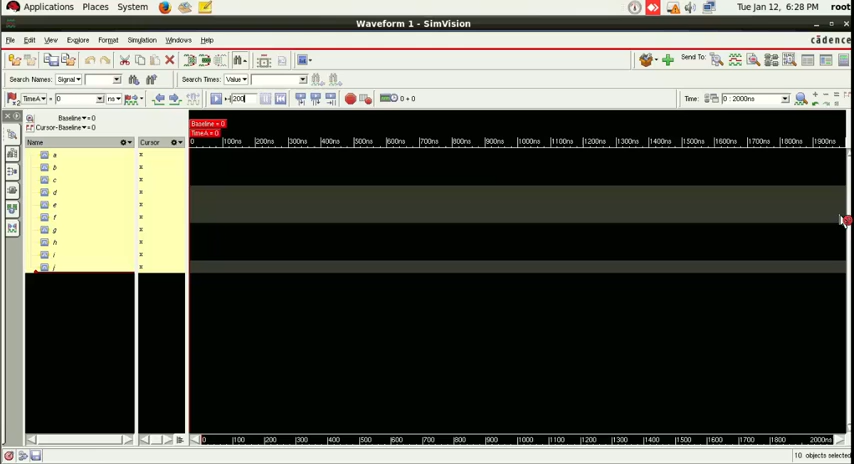 Applications Places System
Tue Jan 12, 6:28 PM root
Waveform 1 - SimVision
File Edit View Explore Format Simulation Windows Help
cādence
Send To:
Search Names: Signal
Search Times: Value
TimeA = 0 ns
200
0 + 0
Time: 0 : 2000ns
Baseline = 0
Cursor-Baseline = 0
Baseline = 0
TimeA = 0
Name Cursor
0 100ns 200ns 300ns 400ns 500ns 600ns 700ns 800ns 900ns 1000ns 1100ns 1200ns 1300ns 1400ns 1500ns 1600ns 1700ns 1800ns 1900ns
a x
b x
c x
d x
e x
f x
g x
h x
i x
j x
0 100 200 300 400 500 600 700 800 900 1000 1100 1200 1300 1400 1500 1600 1700 1800 2000ns
10 objects selected